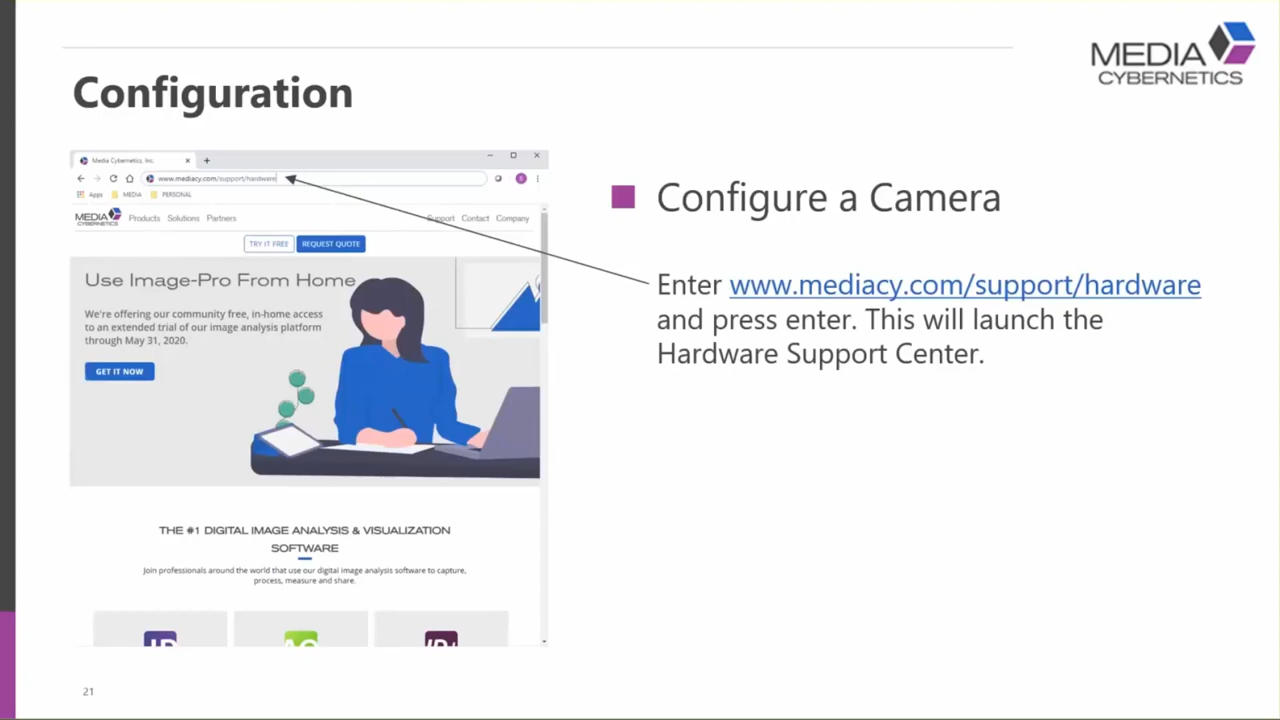 MEDIA
CYBERNETICS
Configuration
Media Cybernetics, Inc.
www.mediacy.com/support/hardware
Apps MEDIA PERSONAL
MEDIA
CYBERNETICS
Products Solutions Partners Support Contact Company
TRY IT FREE REQUEST QUOTE
Use Image-Pro From Home
We're offering our community free, in-home access
to an extended trial of our image analysis platform
through May 31, 2020.
GET IT NOW
THE #1 DIGITAL IMAGE ANALYSIS & VISUALIZATION
SOFTWARE
Join professionals around the world that use our digital image analysis software to capture,
process, measure and share.
Configure a Camera
Enter www.mediacy.com/support/hardware
and press enter. This will launch the
Hardware Support Center.
21